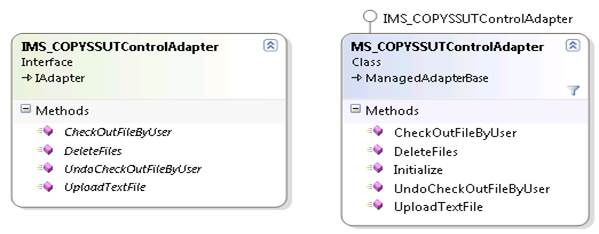 IMS_COPYSSUTControlAdapter
Interface
IAdapter
Methods
CheckOutFileByUser
DeleteFiles
UndoCheckOutFileByUser
UploadTextFile
IMS_COPYSSUTControlAdapter
MS_COPYSSUTControlAdapter
Class
ManagedAdapterBase
Methods
CheckOutFileByUser
DeleteFiles
Initialize
UndoCheckOutFileByUser
UploadTextFile